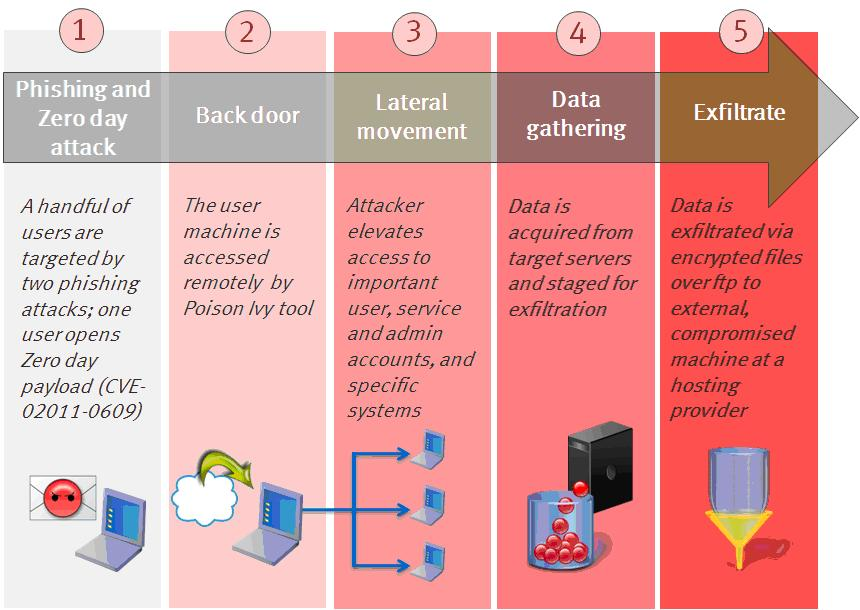 1
2
3
4
5
Phishing and
Zero day
attack
Back door
Lateral
movement
Data
gathering
Exfiltrate
A handful of
users are
targeted by
two phishing
attacks; one
user opens
Zero day
payload (CVE-
02011-0609)
The user
machine is
accessed
remotely by
Poison Ivy tool
Attacker
elevates
access to
important
user, service
and admin
accounts, and
specific
systems
Data is
acquired from
target servers
and staged for
exfiltration
Data is
exfiltrated via
encrypted files
over ftp to
external,
compromised
machine at a
hosting
provider